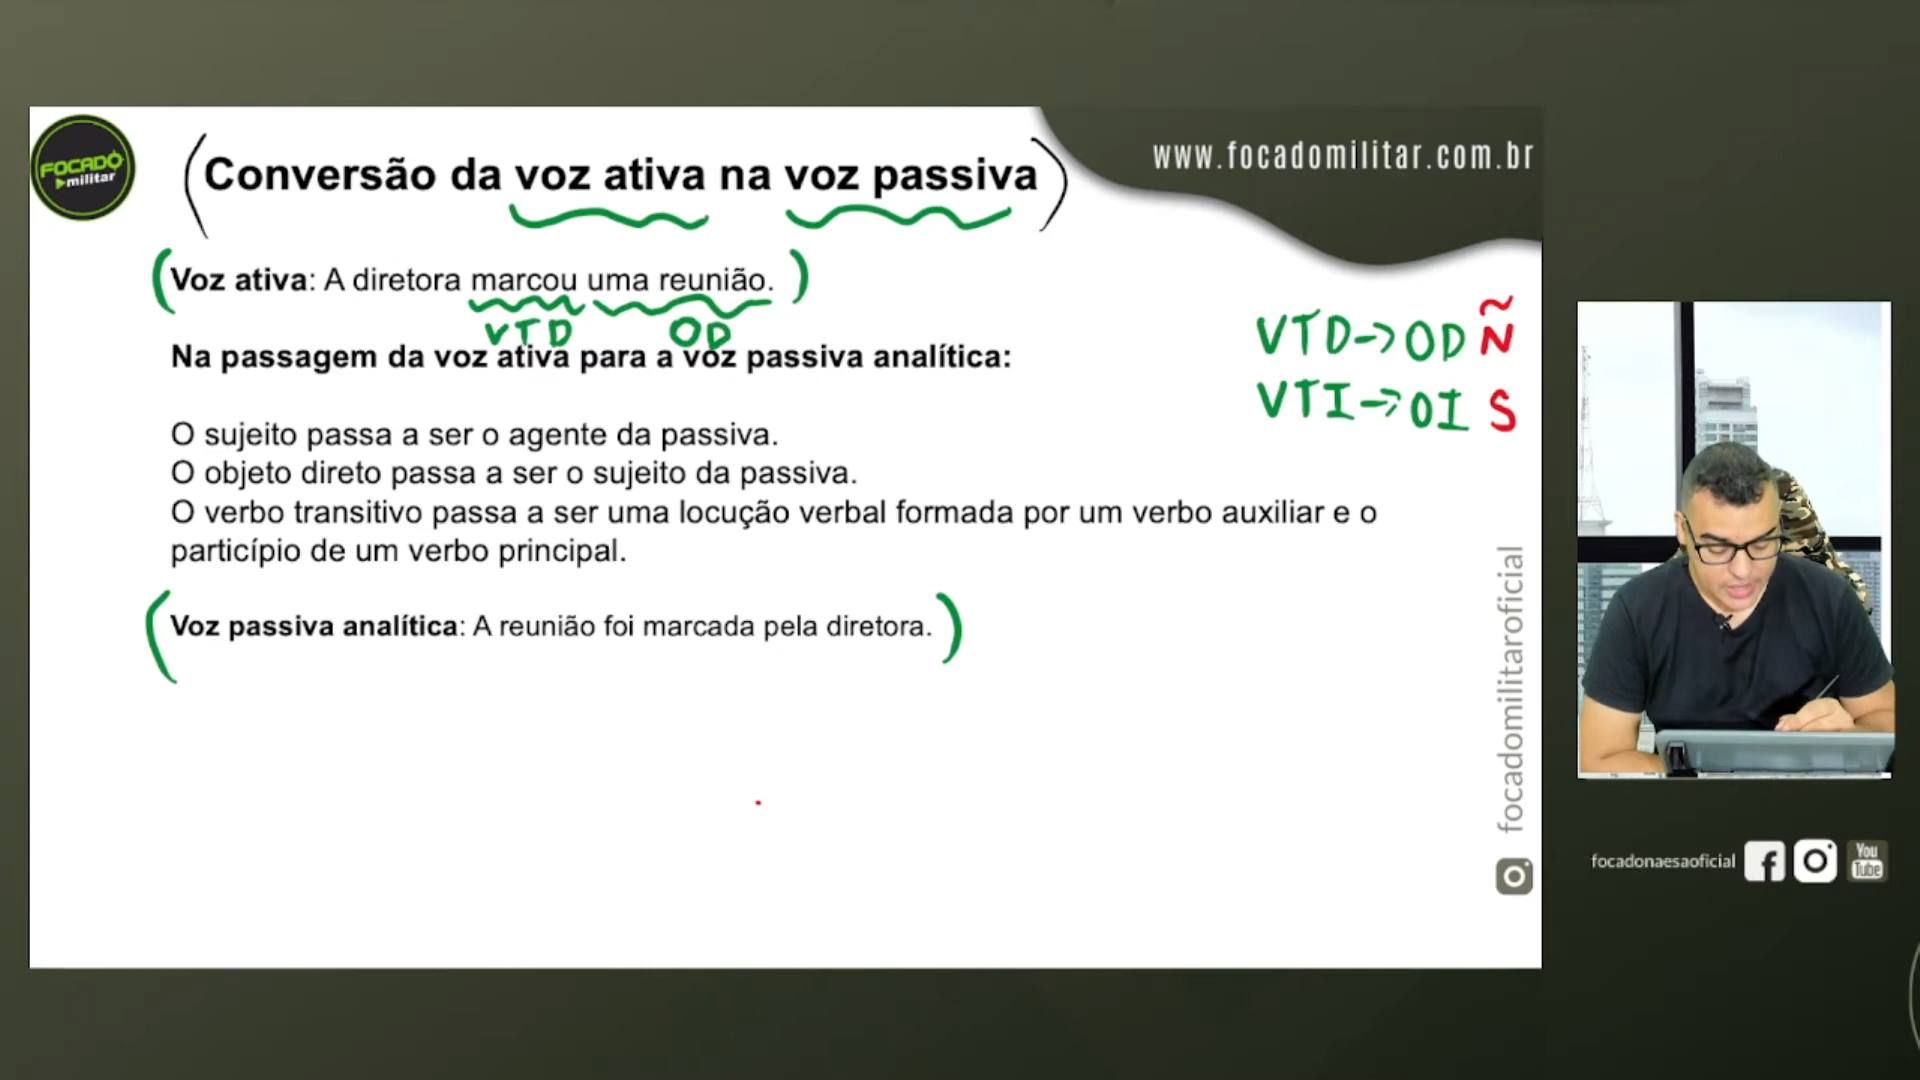 FOCADO
militar
Conversão da voz ativa na voz passiva
www.focadomilitar.com.br
Voz ativa: A diretora marcou uma reunião.
VTD OD
Na passagem da voz ativa para a voz passiva analítica:
VTD→OD Ñ
VTI→OI S
O sujeito passa a ser o agente da passiva.
O objeto direto passa a ser o sujeito da passiva.
O verbo transitivo passa a ser uma locução verbal formada por um verbo auxiliar e o
particípio de um verbo principal.
Voz passiva analítica: A reunião foi marcada pela diretora.
focadomilitaroficial
focadonaesaoficial
You
Tube